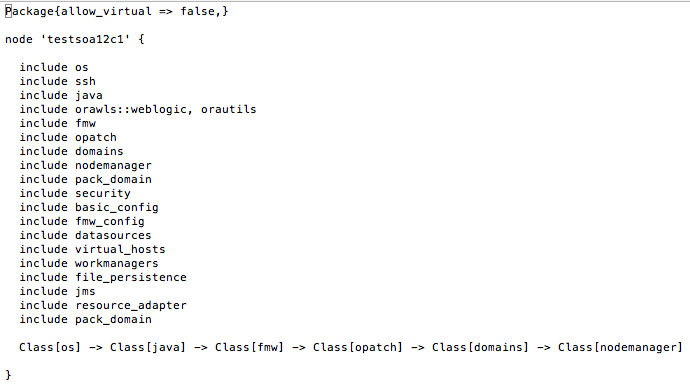 Package{allow_virtual => false,}
node 'testsoa12c1' {
include os
include ssh
include java
include orawls::weblogic, orautils
include fmw
include opatch
include domains
include nodemanager
include pack_domain
include security
include basic_config
include fmw_config
include datasources
include virtual_hosts
include workmanagers
include file_persistence
include jms
include resource_adapter
include pack_domain
Class[os] -> Class[java] -> Class[fmw] -> Class[opatch] -> Class[domains] -> Class[nodemanager]
}